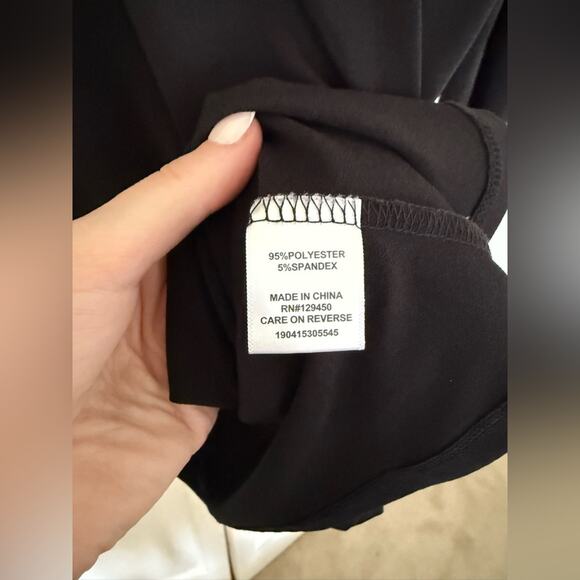 95%POLYESTER
5%SPANDEX
MADE IN CHINA
RN#129450
CARE ON REVERSE
190415305545